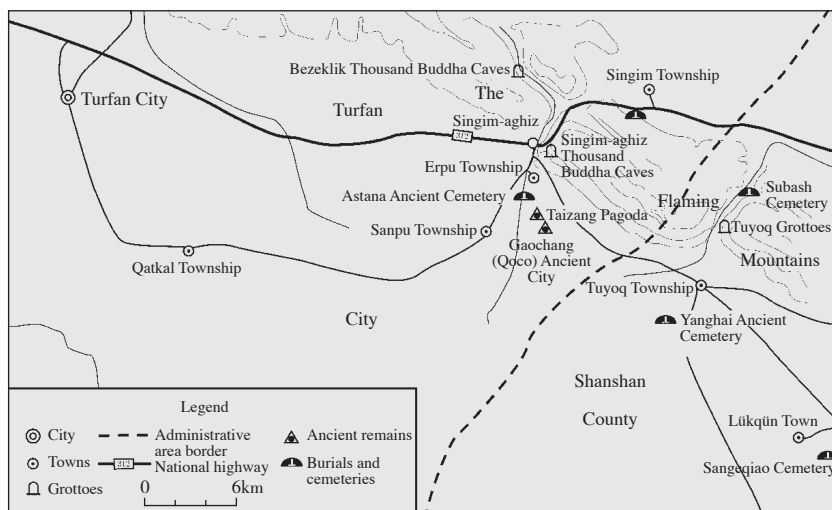 Bezeklik Thousand Buddha Caves
The
Singim Township
Turfan City
Turfan
Singim-aghiz
312
Singim-aghiz
Thousand
Buddha Caves
Erpu Township
Astana Ancient Cemetery
Flaming
Subash
Cemetery
Taizang Pagoda
Sanpu Township
Tuyoq Grottoes
Gaochang
(Qoco) Ancient
City
Qatkal Township
Mountains
Tuyoq Township
City
Yanghai Ancient
Cemetery
Shanshan
County
Lükqün Town
Sangeqiao Cemetery
Legend
City
Administrative
area border
Ancient remains
Towns
312
National highway
Burials and
cemeteries
Grottoes
0
6km